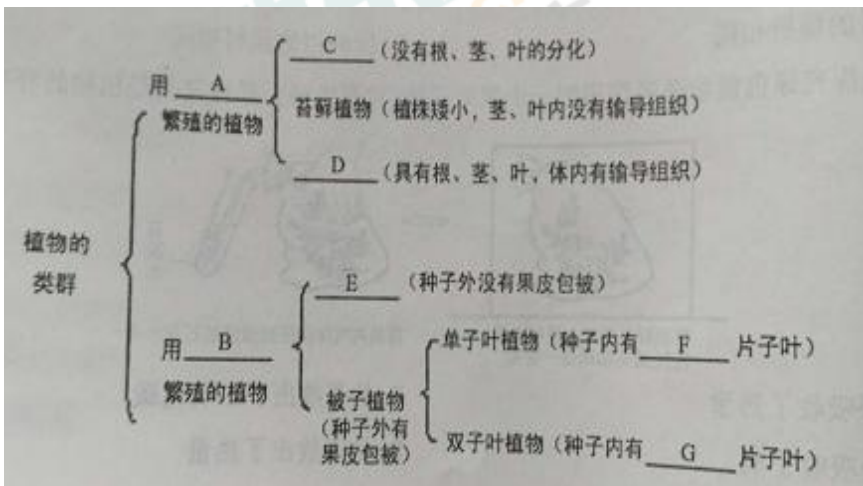 植物的
类群
用 A
繁殖的植物
C (没有根、茎、叶的分化)
苔藓植物(植株矮小,茎、叶内没有输导组织)
D (具有根、茎、叶,体内有输导组织)
用 B
繁殖的植物
E (种子外没有果皮包被)
被子植物
(种子外有
果皮包被)
单子叶植物(种子内有 F 片子叶)
双子叶植物(种子内有 G 片子叶)